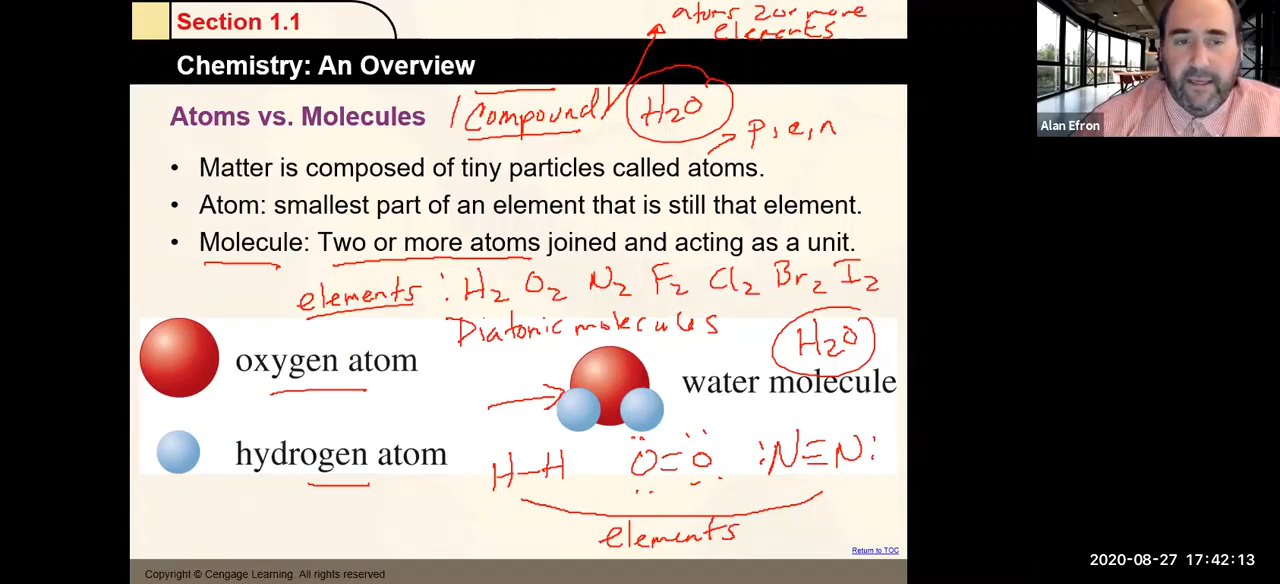 Section 1.1
atoms 2 or more
elements
Chemistry: An Overview
Atoms vs. Molecules
Compound
H2O
p, e, n
• Matter is composed of tiny particles called atoms.
• Atom: smallest part of an element that is still that element.
• Molecule: Two or more atoms joined and acting as a unit.
elements : H2 O2 N2 F2 Cl2 Br2 I2
Diatonic molecules
H2O
oxygen atom
water molecule
hydrogen atom
H-H O=O :N≡N:
elements
Return to TOC
Copyright © Cengage Learning. All rights reserved
Alan Efron
2020-08-27 17:42:13